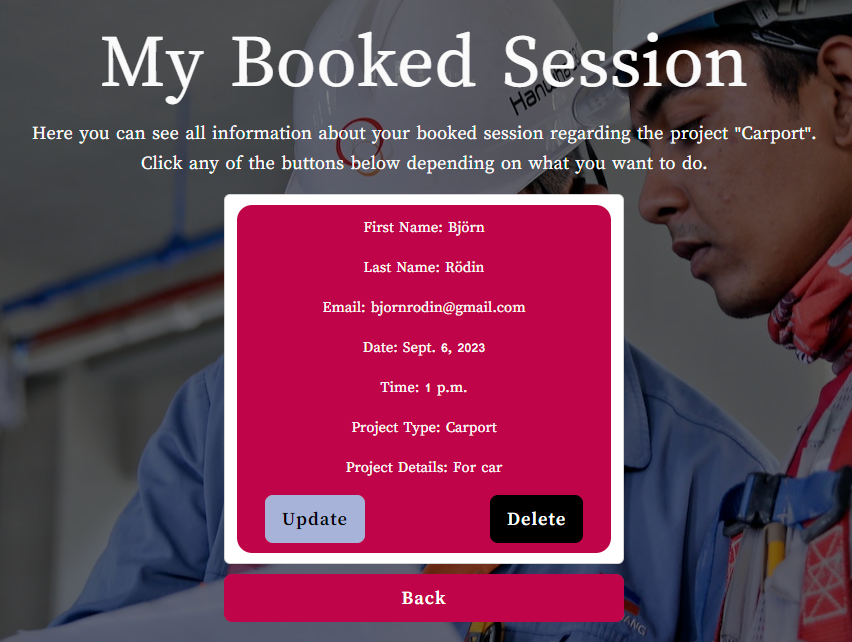 My Booked Session
Here you can see all information about your booked session regarding the project "Carport".
Click any of the buttons below depending on what you want to do.
First Name: Björn
Last Name: Rödin
Email: bjornrodin@gmail.com
Date: Sept. 6, 2023
Time: 1 p.m.
Project Type: Carport
Project Details: For car
Update
Delete
Back